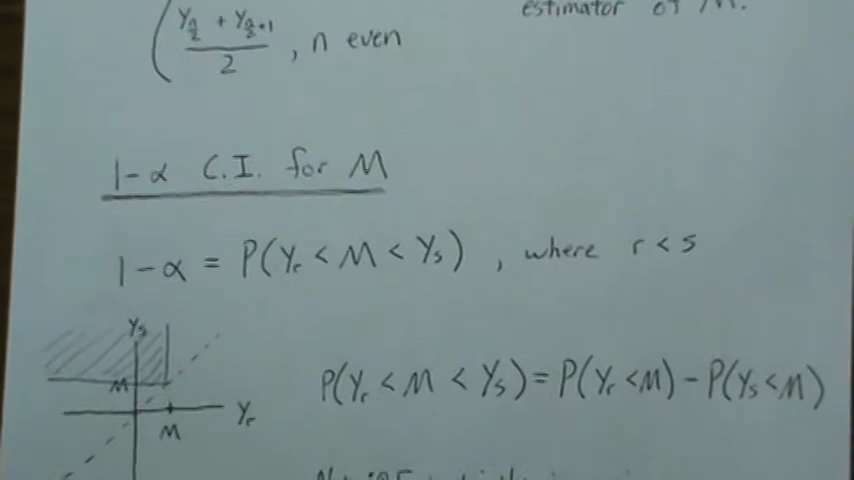 estimator of M.
Y_{n/2} + Y_{n/2+1}
2 , n even
1-α C.I. for M
1-α = P(Y_r < M < Y_s) , where r < s
Y_s
M
Y_r
M
P(Y_r < M < Y_s) = P(Y_r < M) - P(Y_s < M)